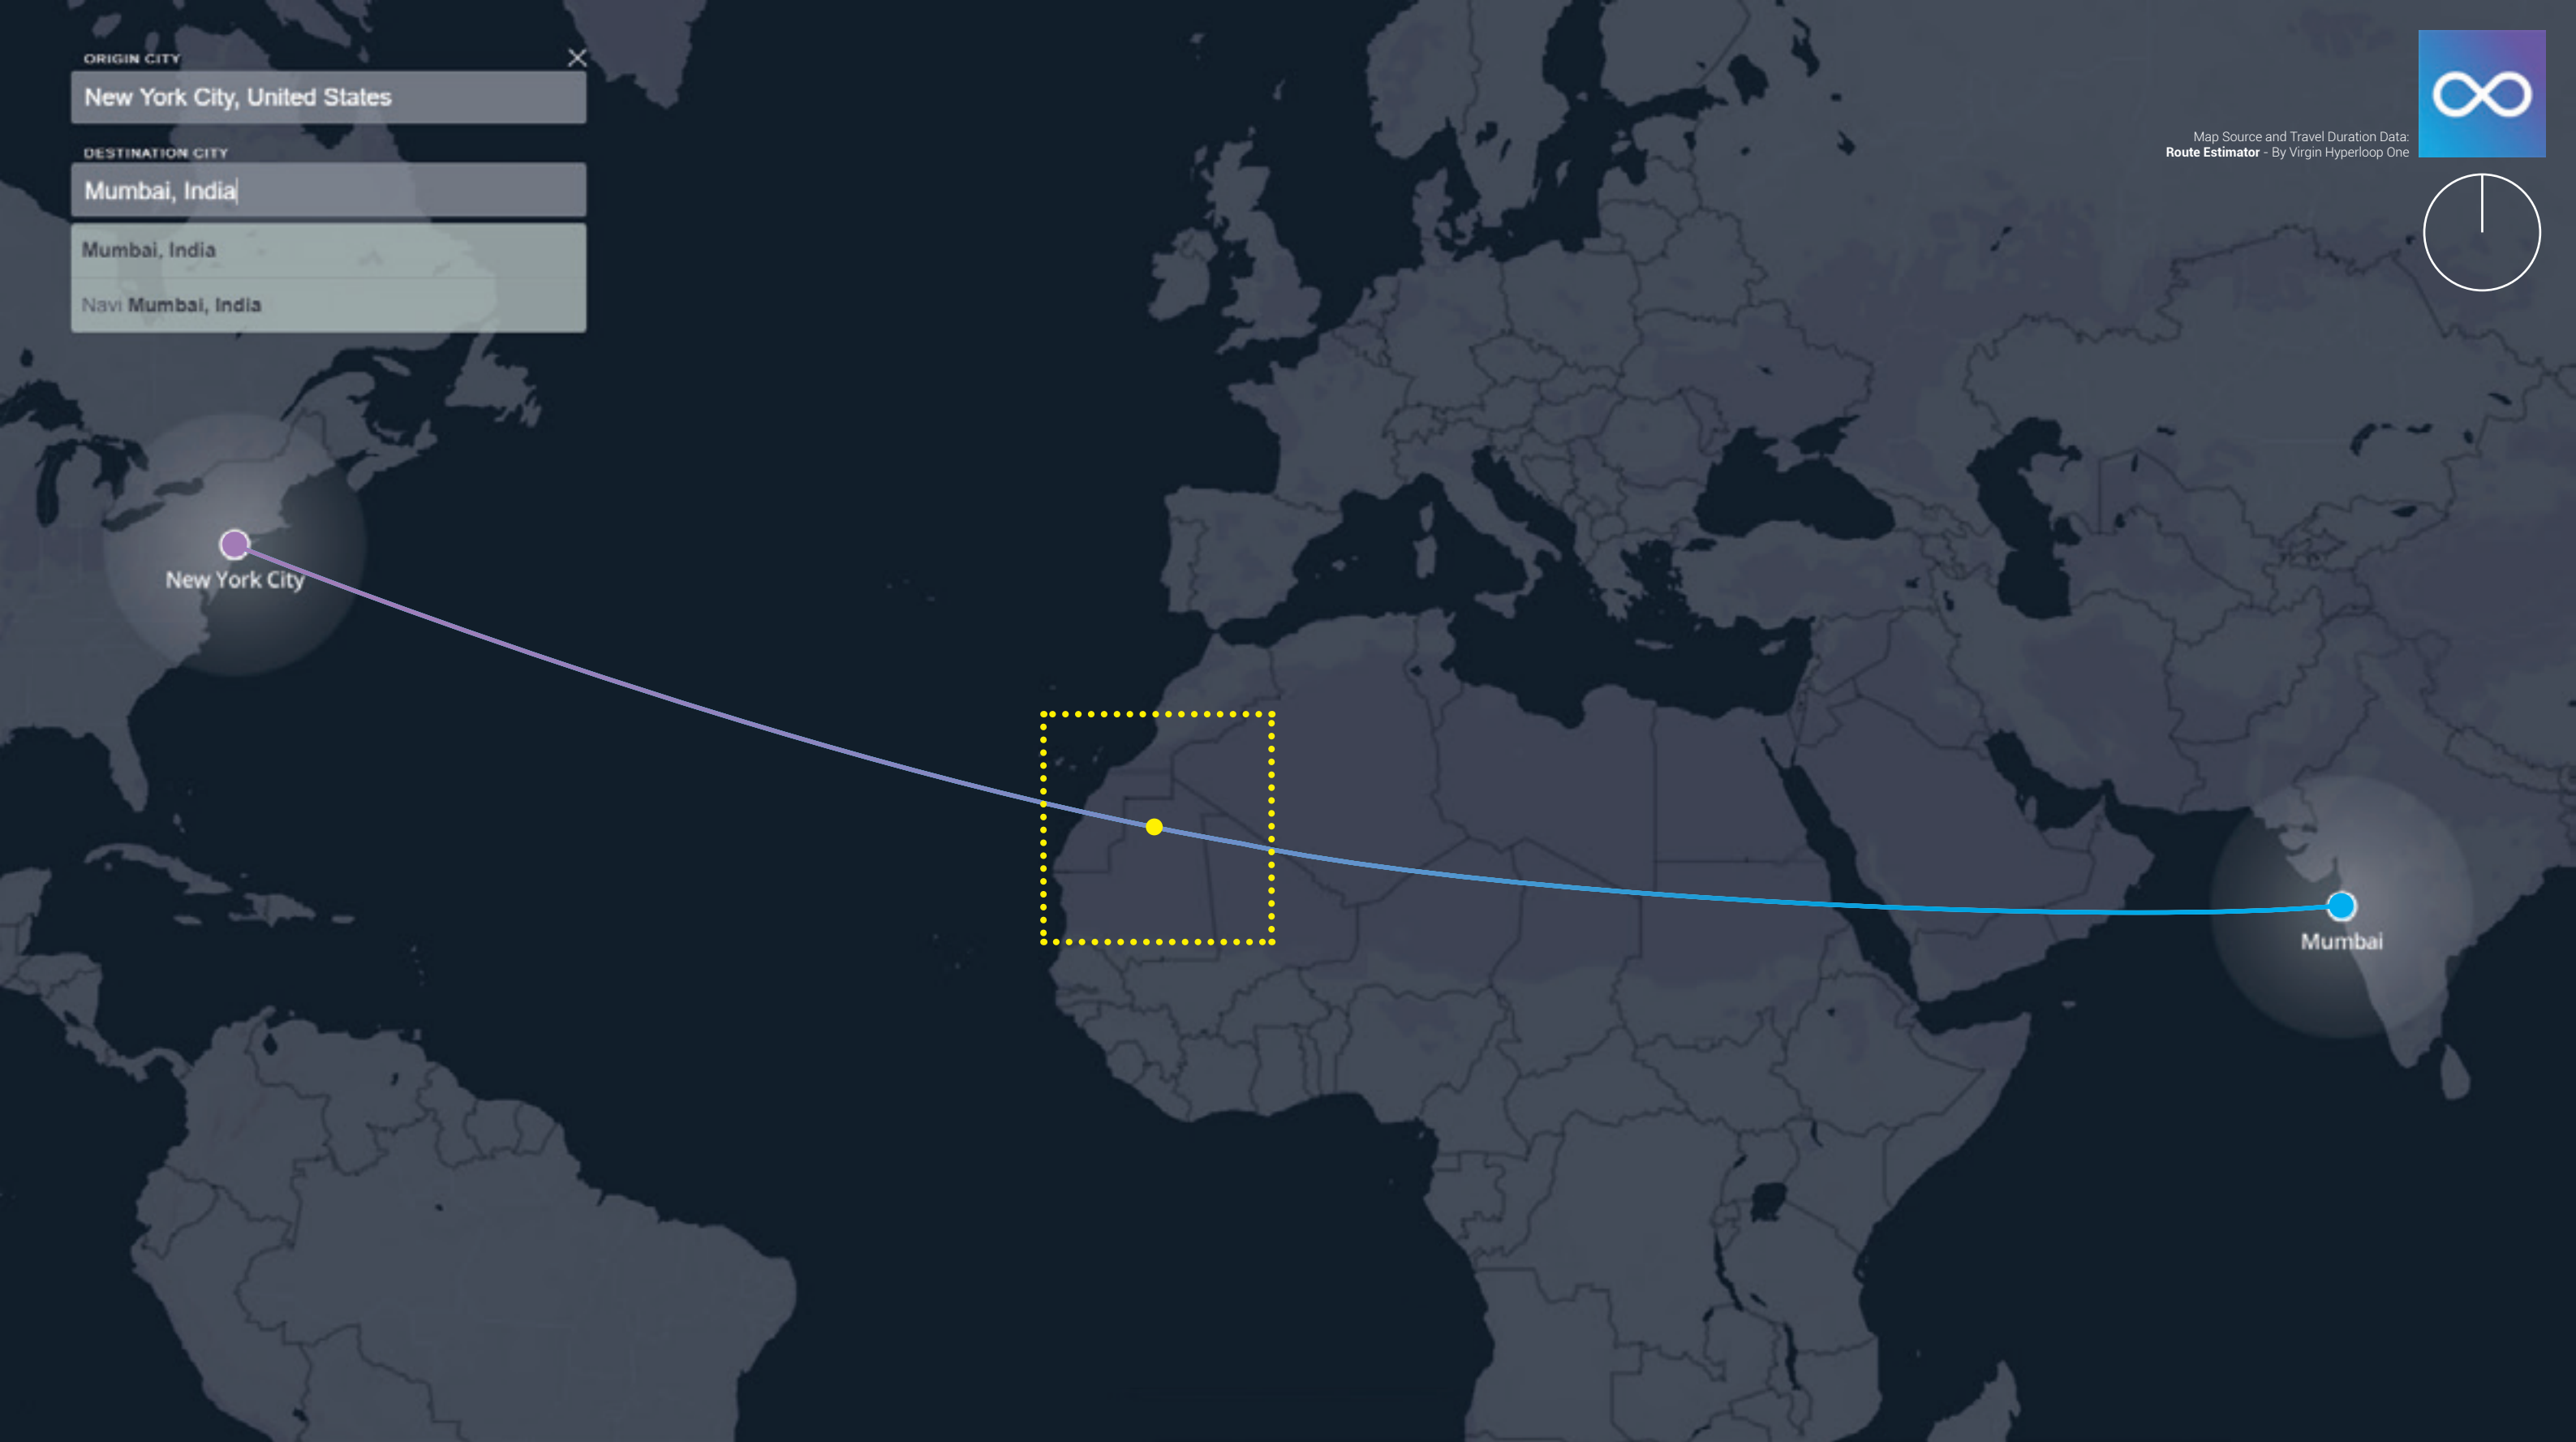 ORIGIN CITY
New York City, United States
DESTINATION CITY
Mumbai, India
Mumbai, India
Navi Mumbai, India
Map Source and Travel Duration Data:
Route Estimator - By Virgin Hyperloop One
New York City
Mumbai